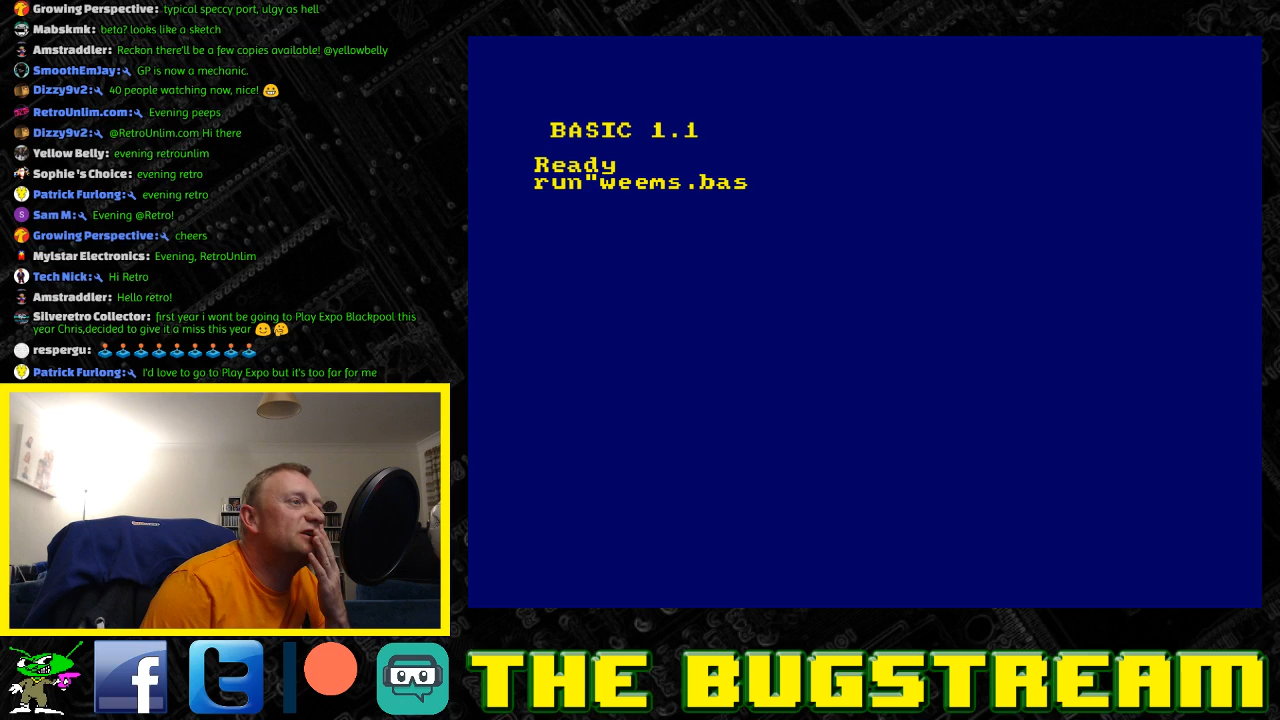 Growing Perspective: typical speccy port, ulgy as hell
Mabskmk: beta? looks like a sketch
Amstraddler: Reckon there'll be a few copies available! @yellowbelly
SmoothEmJay: GP is now a mechanic.
Dizzy9v2: 40 people watching now, nice! 😀
RetroUnlim.com: Evening peeps
Dizzy9v2: @RetroUnlim.com Hi there
Yellow Belly: evening retrounlim
Sophie 's Choice: evening retro
Patrick Furlong: evening retro
S Sam M: Evening @Retro!
Growing Perspective: cheers
Mylstar Electronics: Evening, RetroUnlim
Tech Nick: Hi Retro
Amstraddler: Hello retro!
Silveretro Collector: first year i wont be going to Play Expo Blackpool this
year Chris,decided to give it a miss this year 🙂🤗
respergu: 🕹🕹🕹🕹🕹🕹🕹🕹🕹
Patrick Furlong: I'd love to go to Play Expo but it's too far for me
BASIC 1.1
Ready
run"weems.bas
THE BUGSTREAM